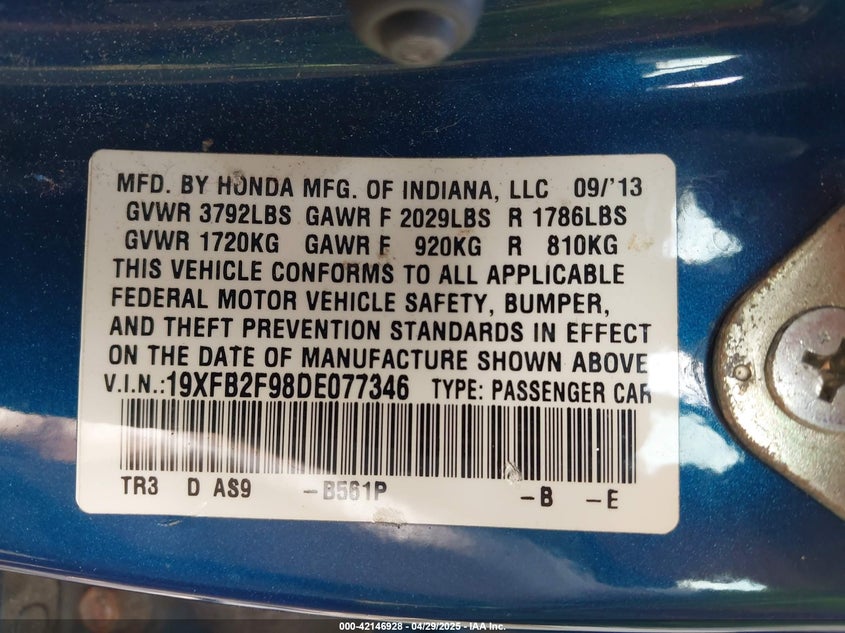 MFD. BY HONDA MFG. OF INDIANA, LLC 09/'13
GVWR 3792LBS GAWR F 2029LBS R 1786LBS
GVWR 1720KG GAWR F 920KG R 810KG
THIS VEHICLE CONFORMS TO ALL APPLICABLE
FEDERAL MOTOR VEHICLE SAFETY, BUMPER,
AND THEFT PREVENTION STANDARDS IN EFFECT
ON THE DATE OF MANUFACTURE SHOWN ABOVE
V.I.N.:19XFB2F98DE077346 TYPE: PASSENGER CAR
TR3 D AS9 -B561P -B -E
000-42146928 - 04/29/2025 - IAA Inc.